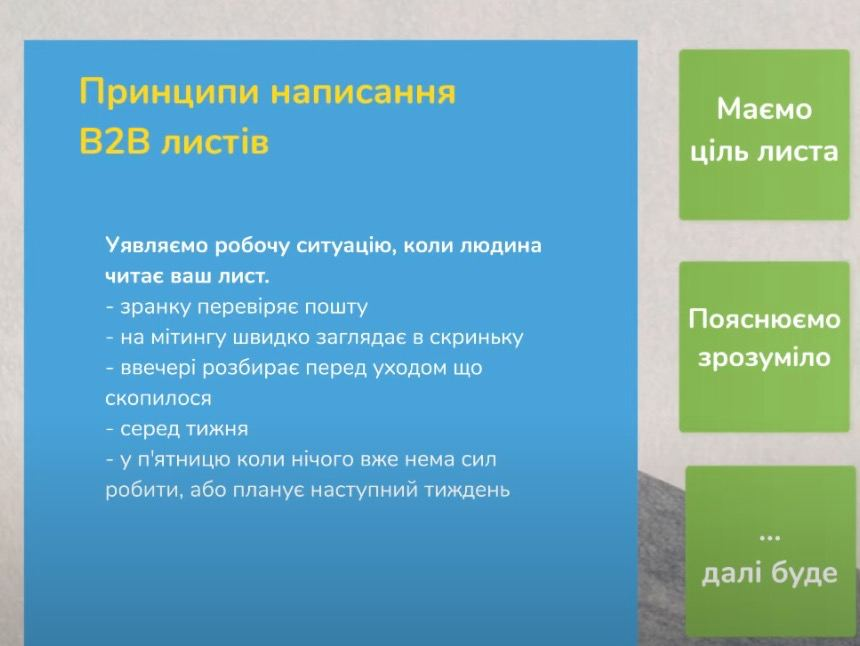 Принципи написання
B2B листів
Уявляємо робочу ситуацію, коли людина
читає ваш лист.
- зранку перевіряє пошту
- на мітингу швидко заглядає в скриньку
- ввечері розбирає перед уходом що
скопилося
- серед тижня
- у п'ятницю коли нічого вже нема сил
робити, або планує наступний тиждень
Маємо
ціль листа
Пояснюємо
зрозуміло
...
далі буде